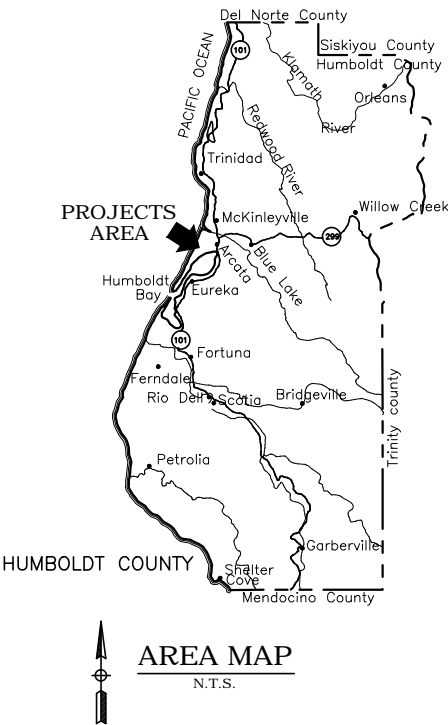 Del Norte County
Siskiyou County
Humboldt County
101
PACIFIC OCEAN
Klamath
River
Orleans
Redwood River
Trinidad
PROJECTS
AREA
McKinleyville
Willow Creek
299
Arcata
Blue Lake
Humboldt
Bay
Eureka
101
Fortuna
Ferndale
Rio Dell
Scotia
Bridgeville
Trinity county
Petrolia
HUMBOLDT COUNTY
Garberville
Shelter
Cove
Mendocino County
AREA MAP
N.T.S.